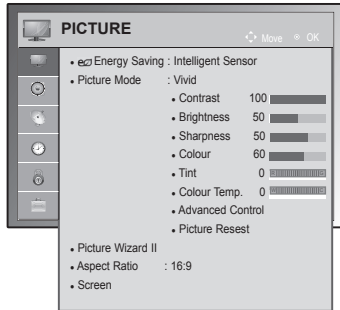 PICTURE
Move OK
• Energy Saving : Intelligent Sensor
• Picture Mode : Vivid
• Contrast 100
• Brightness 50
• Sharpness 50
• Colour 60
• Tint 0
• Colour Temp. 0
• Advanced Control
• Picture Resest
• Picture Wizard II
• Aspect Ratio : 16:9
• Screen